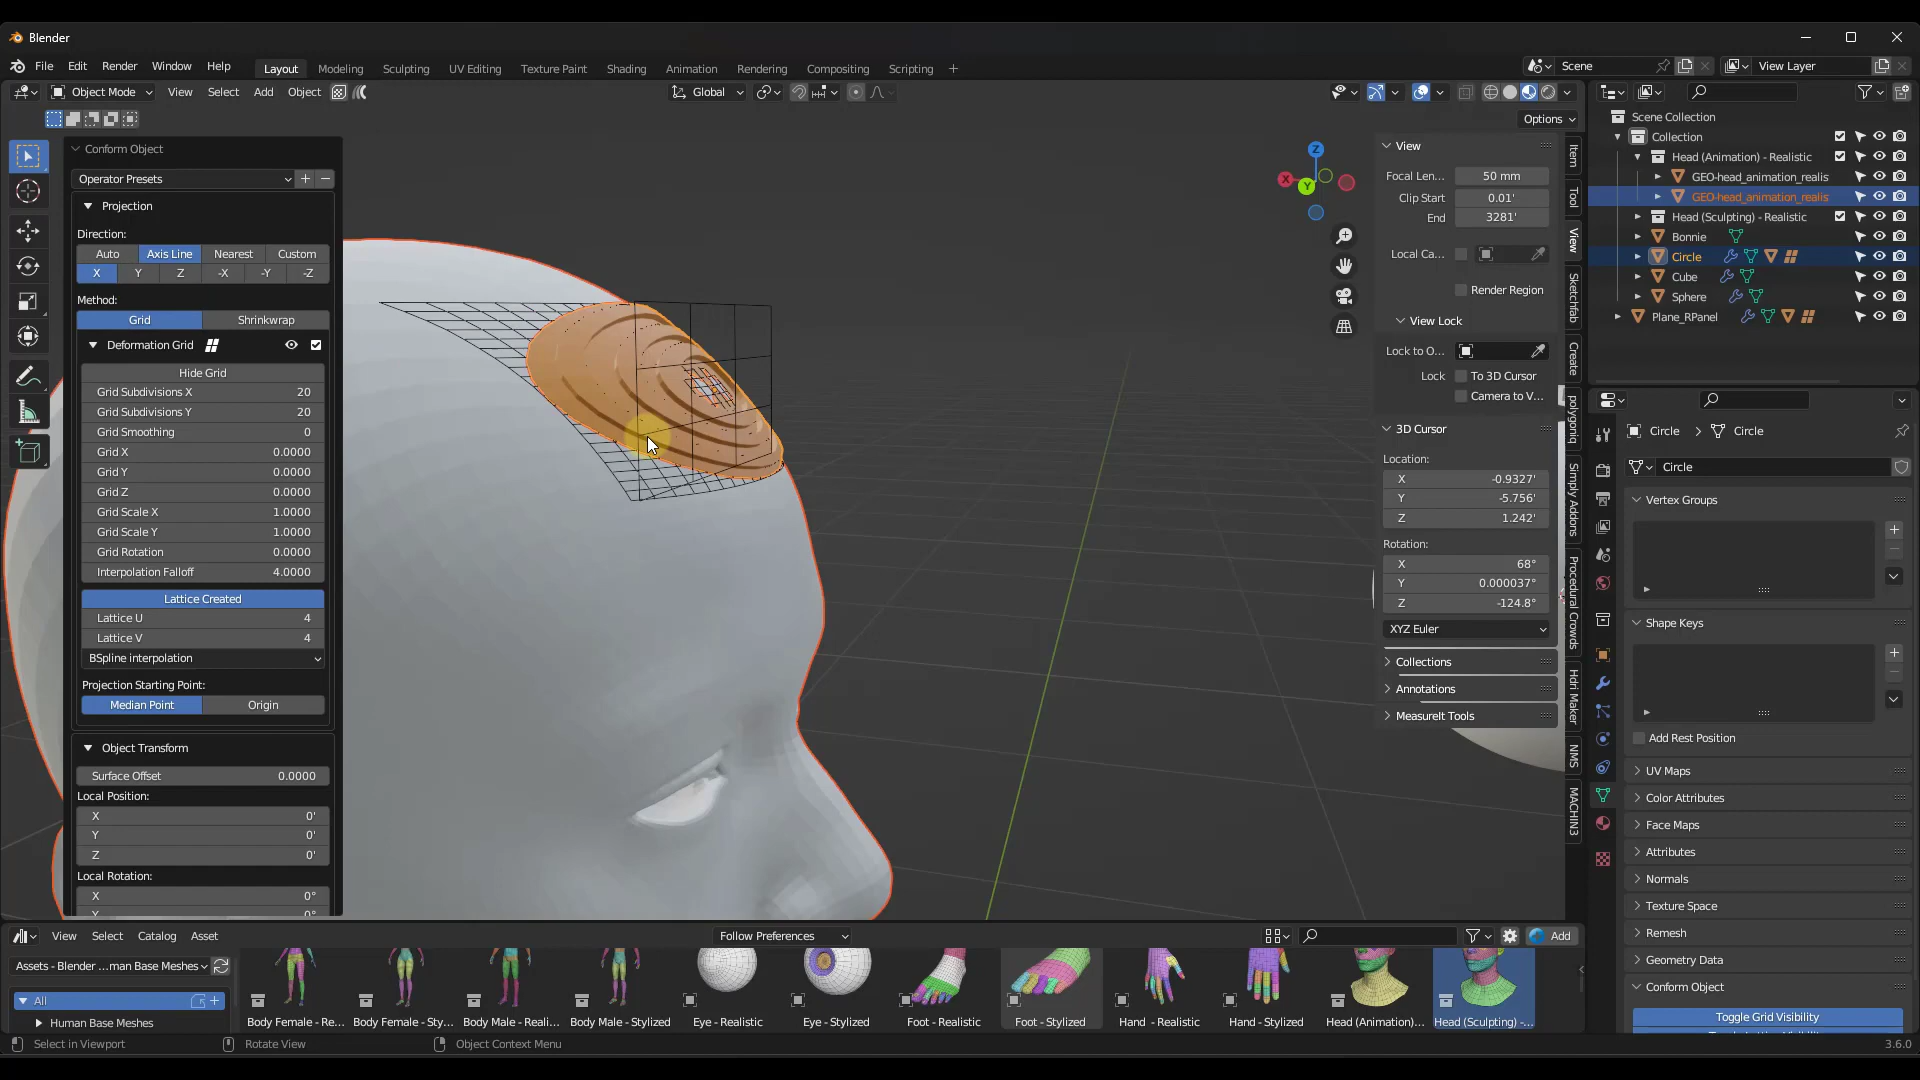 Blender
File Edit Render Window Help Layout Modeling Sculpting UV Editing Texture Paint Shading Animation Rendering Compositing Scripting +
Scene View Layer
Object Mode View Select Add Object Global
Options
Conform Object
Operator Presets
Projection
Direction:
Auto Axis Line Nearest Custom
X Y Z -X -Y -Z
Method:
Grid Shrinkwrap
Deformation Grid
Hide Grid
Grid Subdivisions X 20
Grid Subdivisions Y 20
Grid Smoothing 0
Grid X 0.0000
Grid Y 0.0000
Grid Z 0.0000
Grid Scale X 1.0000
Grid Scale Y 1.0000
Grid Rotation 0.0000
Interpolation Falloff 4.0000
Lattice Created
Lattice U 4
Lattice V 4
BSpline interpolation
Projection Starting Point:
Median Point Origin
Object Transform
Surface Offset 0.0000
Local Position:
X 0'
Y 0'
Z 0'
Local Rotation:
X 0°
Y 0°
Z
X
Y
View
Focal Len... 50 mm
Clip Start 0.01'
End 3281'
Local Ca...
Render Region
View Lock
Lock to O...
Lock To 3D Cursor
Camera to V...
3D Cursor
Location:
X -0.9327'
Y -5.756'
Z 1.242'
Rotation:
X 68°
Y 0.000037°
Z -124.8°
XYZ Euler
Collections
Annotations
MeasureIt Tools
Item
Tool
View
Sketchfab
Create
polygoniq
Simply Addons
Procedural Crowds
Hdri Maker
NMS
MACHIN3
Scene Collection
Collection
Head (Animation) - Realistic
GEO-head_animation_realis
GEO-head_animation_realis
Head (Sculpting) - Realistic
Bonnie
Circle
Cube
Sphere
Plane_RPanel
Circle > Circle
Circle
Vertex Groups
Shape Keys
Add Rest Position
UV Maps
Color Attributes
Face Maps
Attributes
Normals
Texture Space
Remesh
Geometry Data
Conform Object
Toggle Grid Visibility
View Select Catalog Asset Follow Preferences Add
Assets - Blender ...man Base Meshes
All
Human Base Meshes
Body Female - Re... Body Female - Sty... Body Male - Reali... Body Male - Stylized Eye - Realistic Eye - Stylized Foot - Realistic Foot - Stylized Hand - Realistic Hand - Stylized Head (Animation)... Head (Sculpting) -...
Select in Viewport Rotate View Object Context Menu 3.6.0